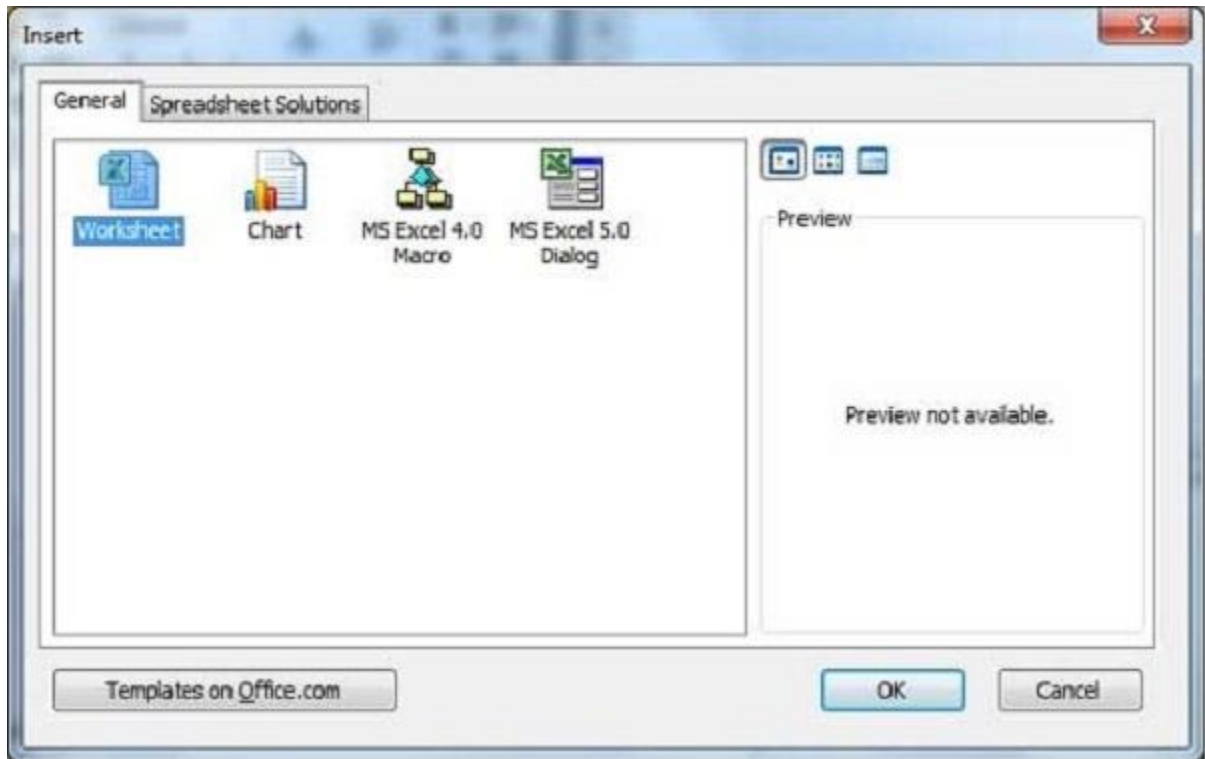 Insert
General Spreadsheet Solutions
Worksheet Chart MS Excel 4.0 Macro MS Excel 5.0 Dialog
Preview
Preview not available.
Templates on Office.com OK Cancel